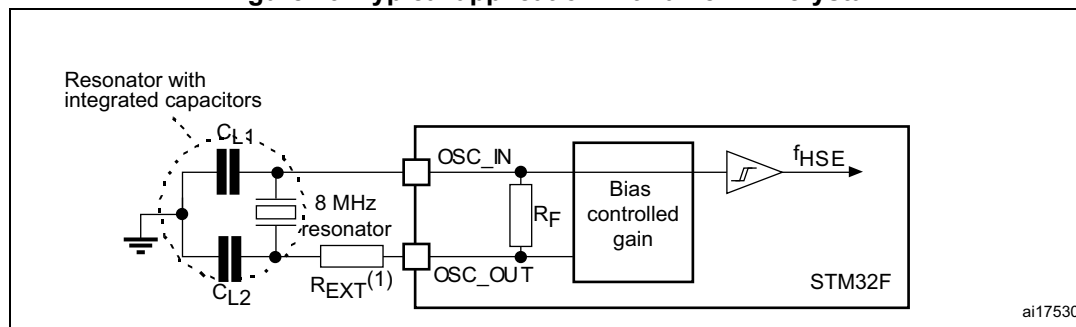 Resonator with
integrated capacitors
CL1
OSC_IN
fHSE
8 MHz
resonator
RF
Bias
controlled
gain
REXT(1)
OSC_OUT
CL2
STM32F
ai17530